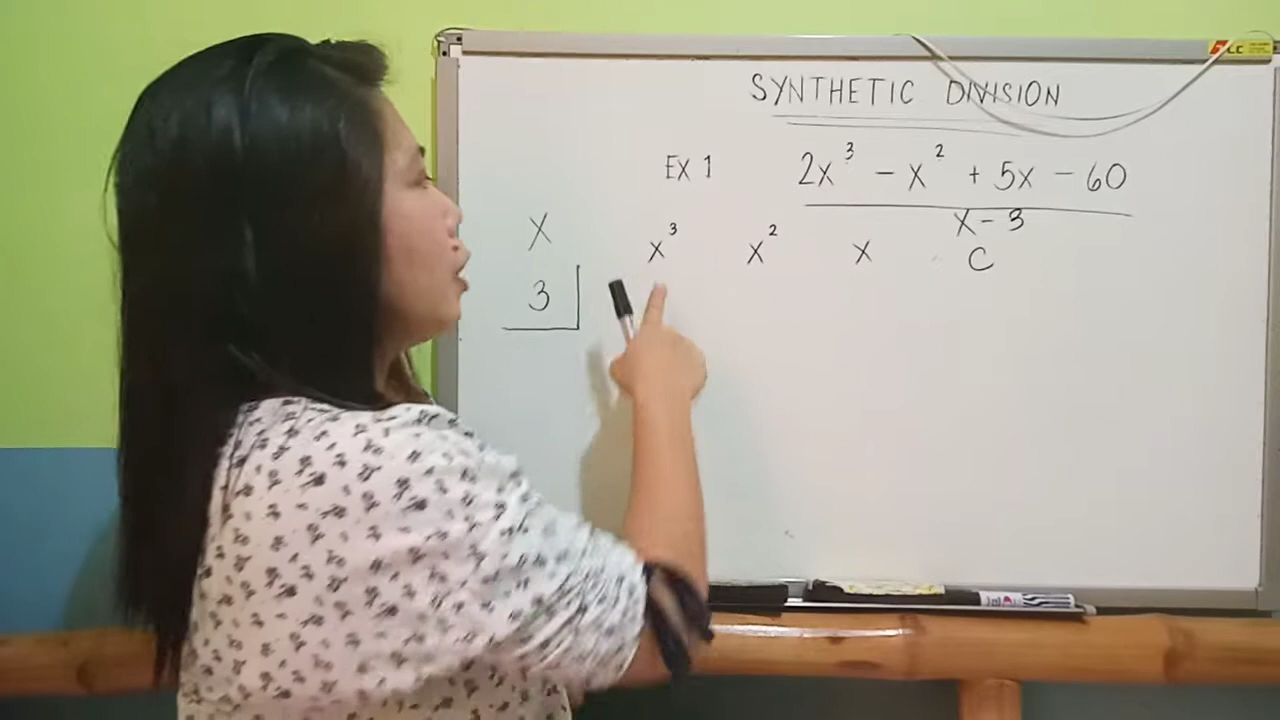 SYNTHETIC DIVISION
EX 1
2x³ - x² + 5x - 60
x - 3
x x³ x² x C
3